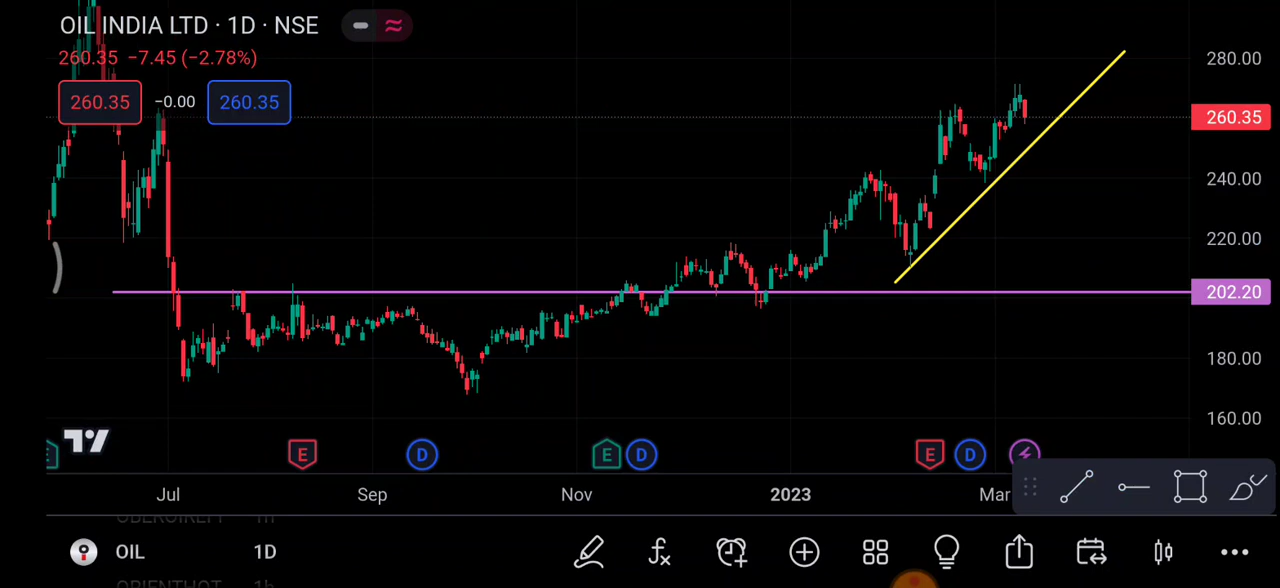 OIL INDIA LTD · 1D · NSE
260.35 −7.45 (−2.78%)
260.35 −0.00 260.35
280.00
260.35
240.00
220.00
202.20
180.00
160.00
E D E D E D
Jul Sep Nov 2023 Mar
OIL 1D